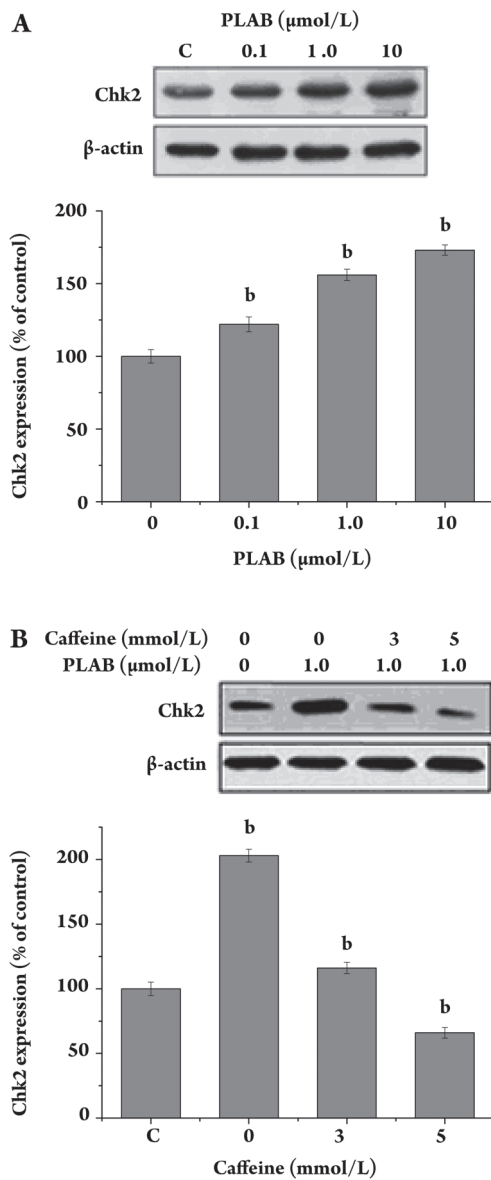 A
PLAB (μmol/L)
C 0.1 1.0 10
Chk2
β-actin
Chk2 expression (% of control)
200
150
100
50
0
b
b
b
0 0.1 1.0 10
PLAB (μmol/L)
B
Caffeine (mmol/L) 0 0 3 5
PLAB (μmol/L) 0 1.0 1.0 1.0
Chk2
β-actin
Chk2 expression (% of control)
200
150
100
50
0
b
b
b
C 0 3 5
Caffeine (mmol/L)